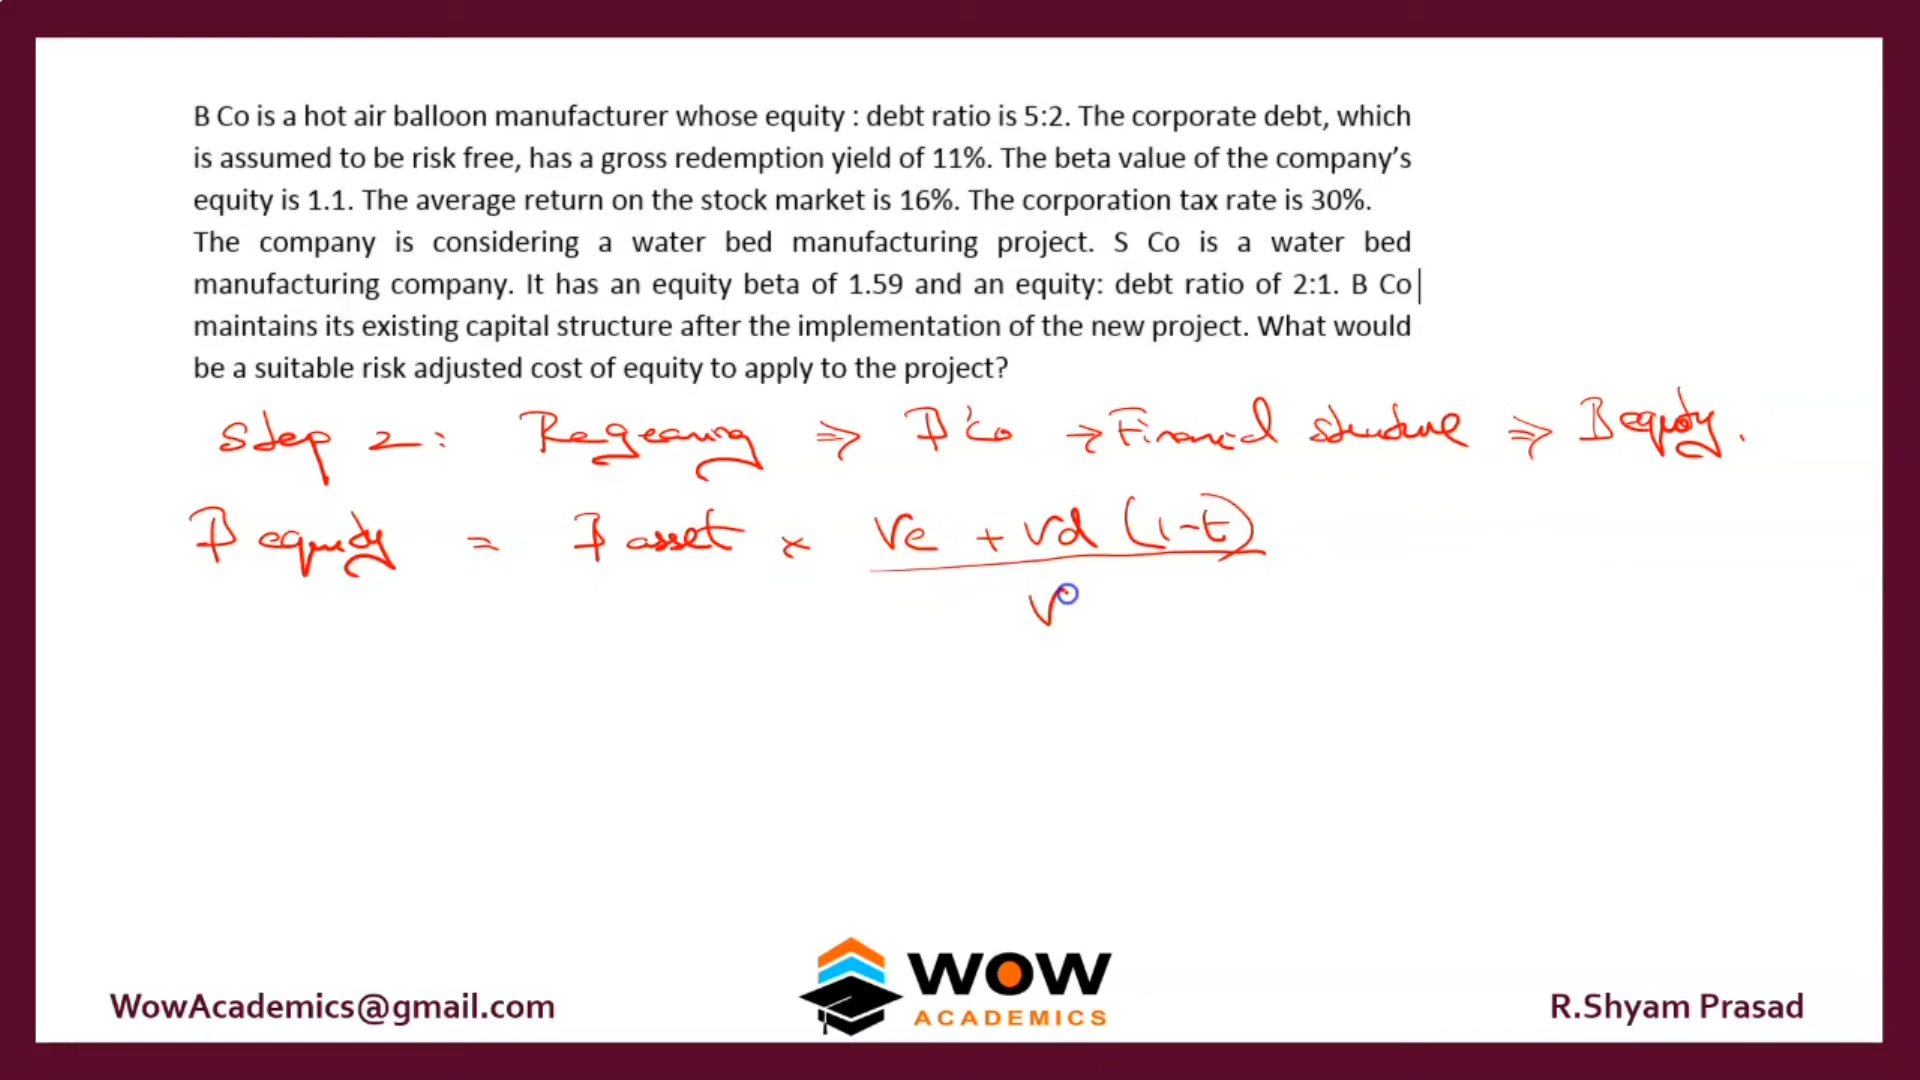 B Co is a hot air balloon manufacturer whose equity : debt ratio is 5:2. The corporate debt, which
is assumed to be risk free, has a gross redemption yield of 11%. The beta value of the company’s
equity is 1.1. The average return on the stock market is 16%. The corporation tax rate is 30%.
The company is considering a water bed manufacturing project. S Co is a water bed
manufacturing company. It has an equity beta of 1.59 and an equity: debt ratio of 2:1. B Co
maintains its existing capital structure after the implementation of the new project. What would
be a suitable risk adjusted cost of equity to apply to the project?
Step 2: Regearing ⇒ B'Co → Financial structure ⇒ β equity.
β equity = β asset × Ve + Vd (1-t)
V
WOW
ACADEMICS
WowAcademics@gmail.com
R.Shyam Prasad